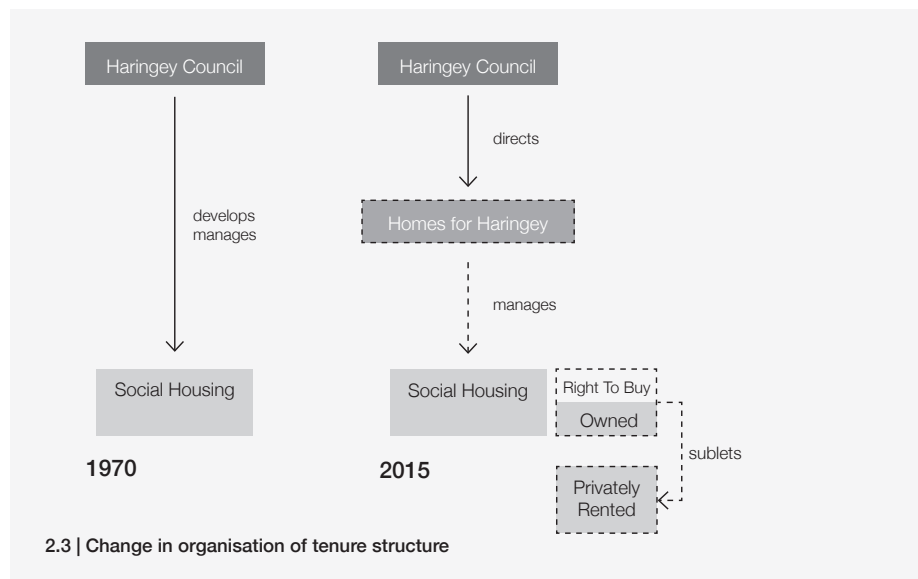 Haringey Council
develops
manages
Social Housing
1970
Haringey Council
directs
Homes for Haringey
manages
Social Housing
Right To Buy
Owned
sublets
Privately
Rented
2015
2.3 | Change in organisation of tenure structure